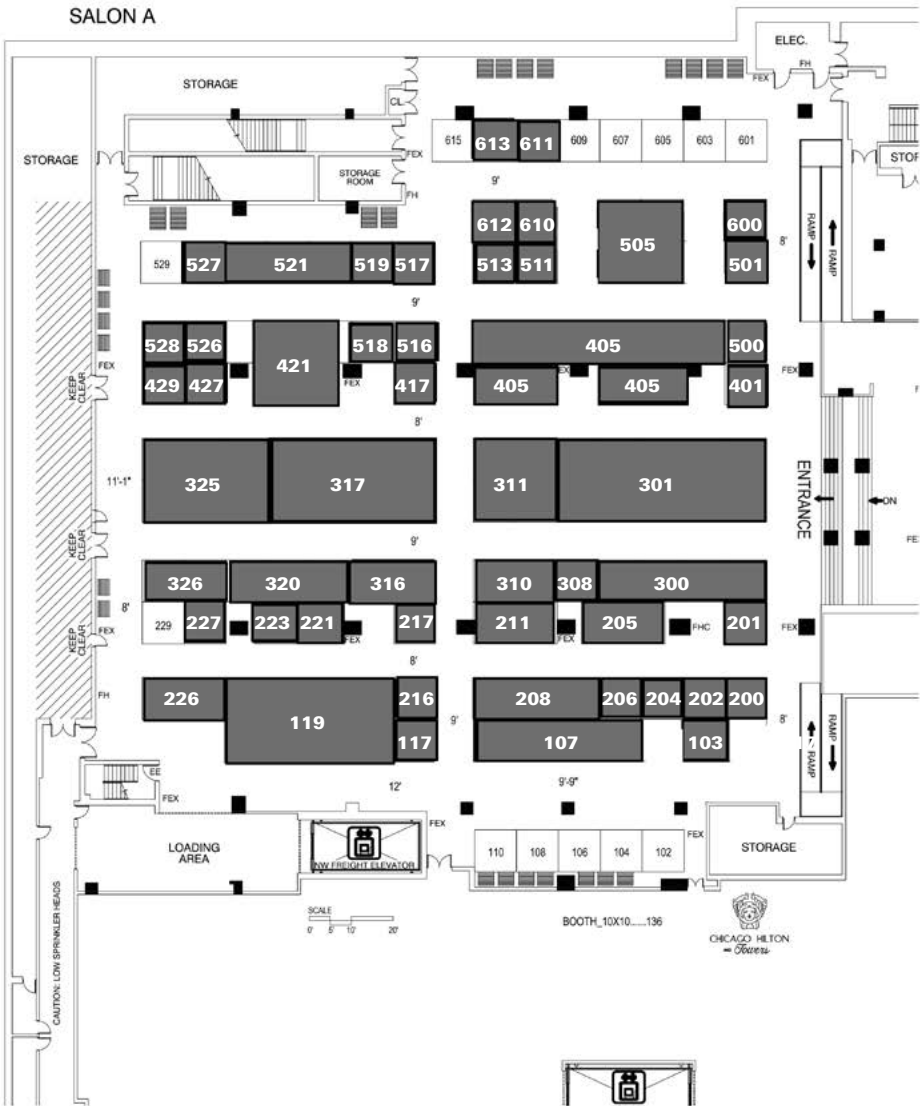 SALON A
ELEC.
FH
FEX
STORAGE
CL
615 613 611 609 607 605 603 601
FEX
STORAGE
STORAGE
ROOM
9'
FH
612 610 505 600
RAMP
RAMP
8'
529 527 521 519 517 513 511 501
9'
528 526 421 518 516 405 500
FEX
KEEP
CLEAR
429 427 FEX 417 405 405 401 FEX
8'
325 317 311 301
11'-1"
ENTRANCE
DN
KEEP
CLEAR
9'
326 320 316 310 308 300
8'
229 227 223 221 217 211 205 201
KEEP
CLEAR
FEX
FEX
FEX
FHC
FEX
8'
FH
226 119 216 208 206 204 202 200
9'
8'
RAMP
RAMP
117 107 103
EE
FEX
12'
9'-9"
FEX
FEX
LOADING
AREA
NW FREIGHT ELEVATOR
110 108 106 104 102
STORAGE
SCALE
0' 5' 10' 20'
BOOTH_10X10......136
CHICAGO HILTON
and Towers
CAUTION: LOW SPRINKLER HEADS